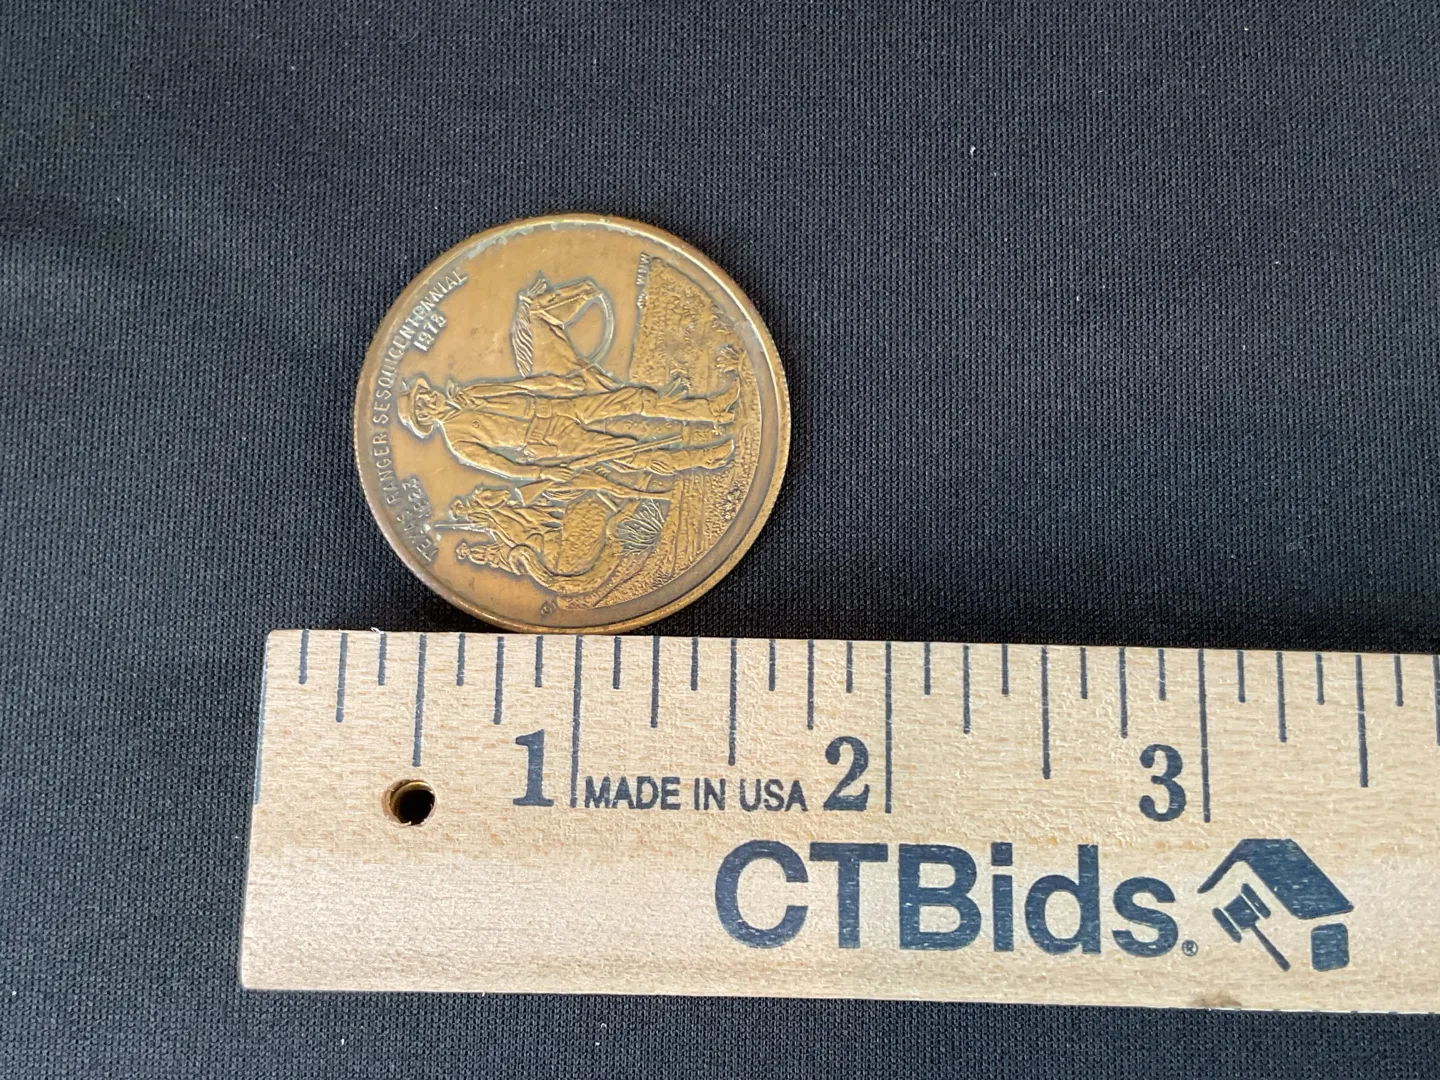 TEXAS RANGER SESQUICENTENNIAL
1823
1973
1
MADE IN USA
2
3
CTBids®